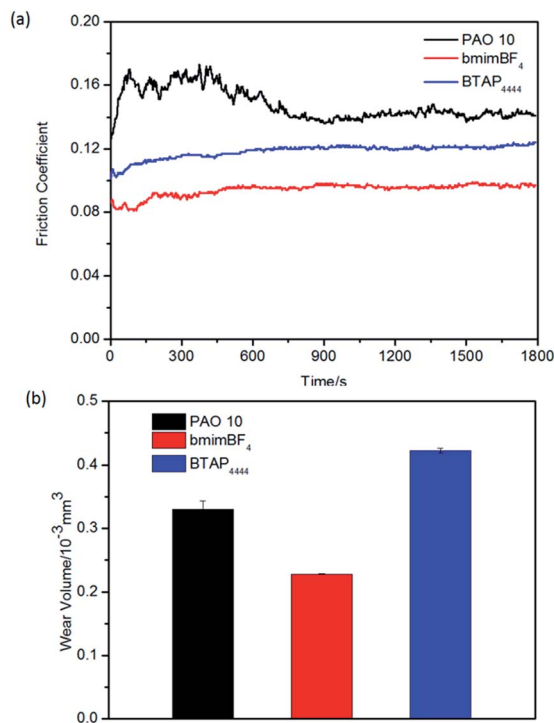 (a)
0.20
0.16
0.12
0.08
0.04
0.00
Friction Coefficient
PAO 10
bmimBF₄
BTAP₄₄₄₄
0 300 600 900 1200 1500 1800
Time/s
(b)
0.5
0.4
0.3
0.2
0.1
0.0
Wear Volume/10⁻³mm³
PAO 10
bmimBF₄
BTAP₄₄₄₄